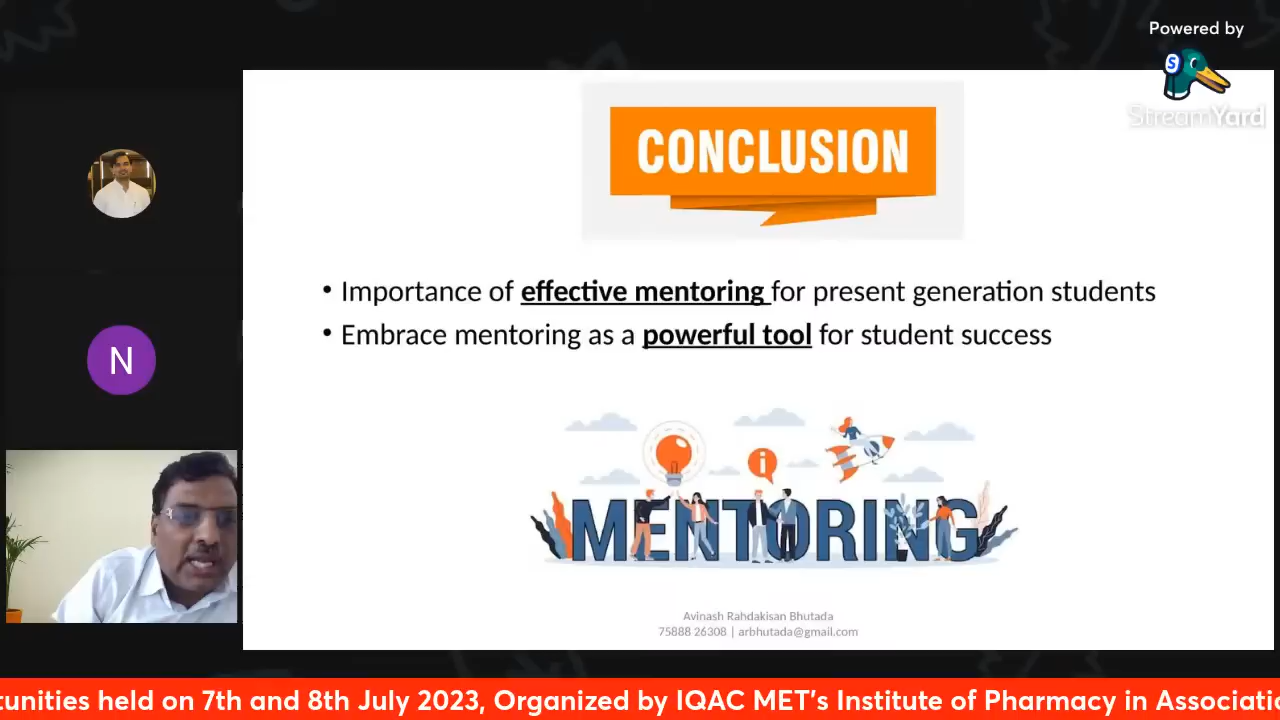 Powered by
StreamYard
CONCLUSION
• Importance of effective mentoring for present generation students
• Embrace mentoring as a powerful tool for student success
N
i
MENTORING
Avinash Rahdakisan Bhutada
75888 26308 | arbhutada@gmail.com
held on 7th and 8th July 2023, Organized by IQAC MET's Institute of Pharmacy in